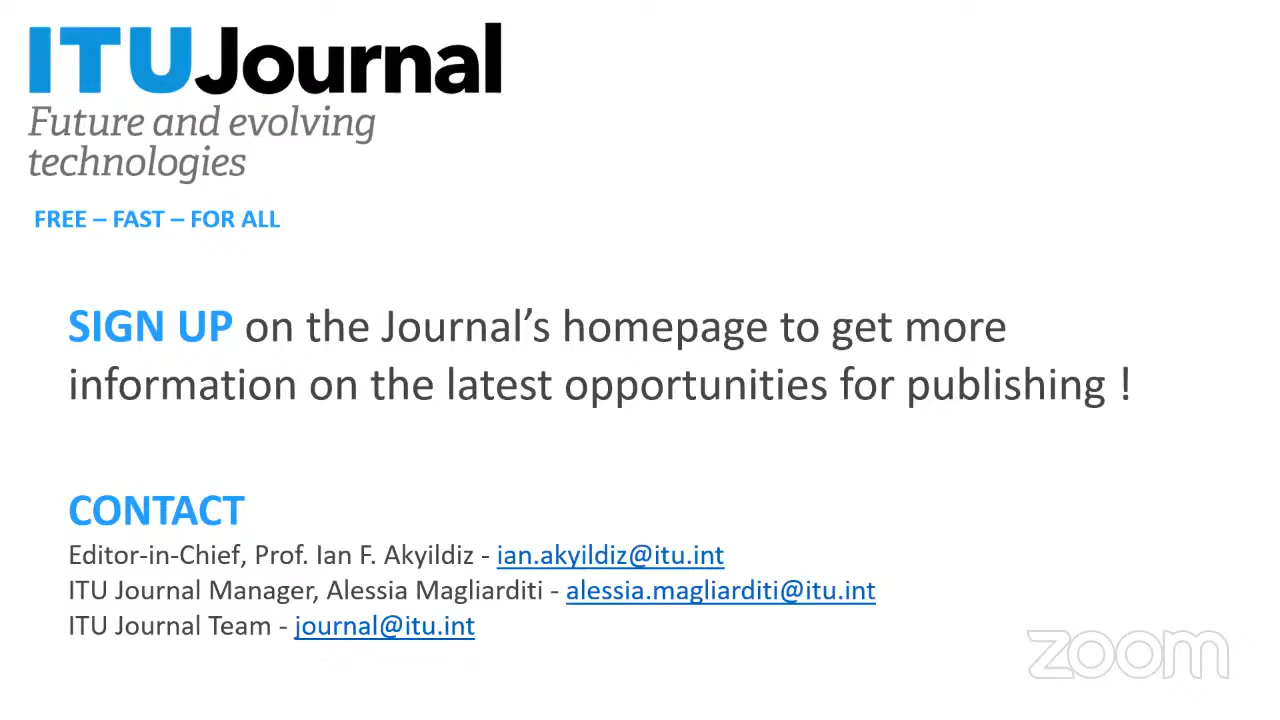 ITUJournal
Future and evolving
technologies
FREE – FAST – FOR ALL
SIGN UP on the Journal’s homepage to get more
information on the latest opportunities for publishing !
CONTACT
Editor-in-Chief, Prof. Ian F. Akyildiz - ian.akyildiz@itu.int
ITU Journal Manager, Alessia Magliarditi - alessia.magliarditi@itu.int
ITU Journal Team - journal@itu.int
zoom